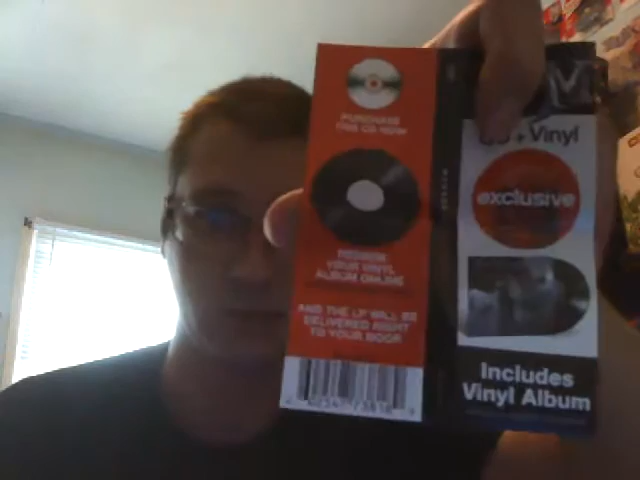 PURCHASE
THIS CD NOW
REDEEM
YOUR VINYL
ALBUM ONLINE
AND THE LP WILL BE
DELIVERED RIGHT
TO YOUR DOOR
+ Vinyl
exclusive
Includes
Vinyl Album